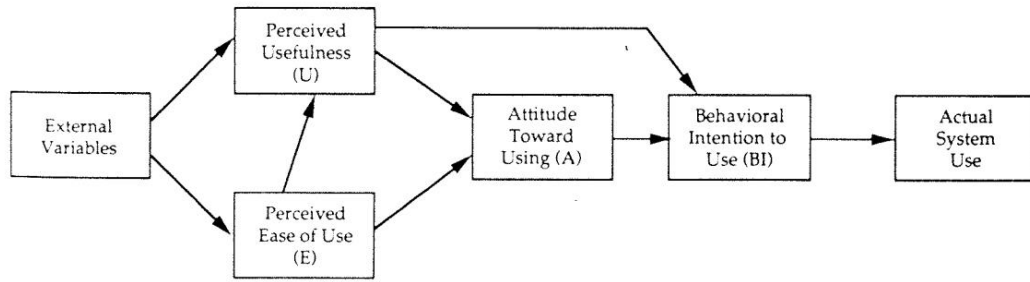 External
Variables
Perceived
Usefulness
(U)
Perceived
Ease of Use
(E)
Attitude
Toward
Using (A)
Behavioral
Intention to
Use (BI)
Actual
System
Use